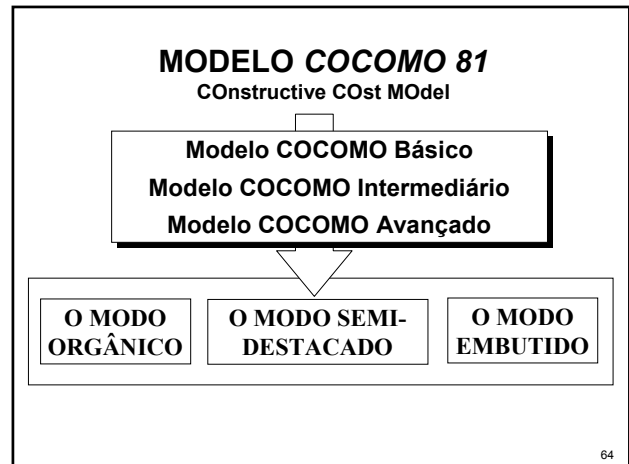 MODELO COCOMO 81
COnstructive COst MOdel
Modelo COCOMO Básico
Modelo COCOMO Intermediário
Modelo COCOMO Avançado
O MODO
ORGÂNICO
O MODO SEMI-
DESTACADO
O MODO
EMBUTIDO
64